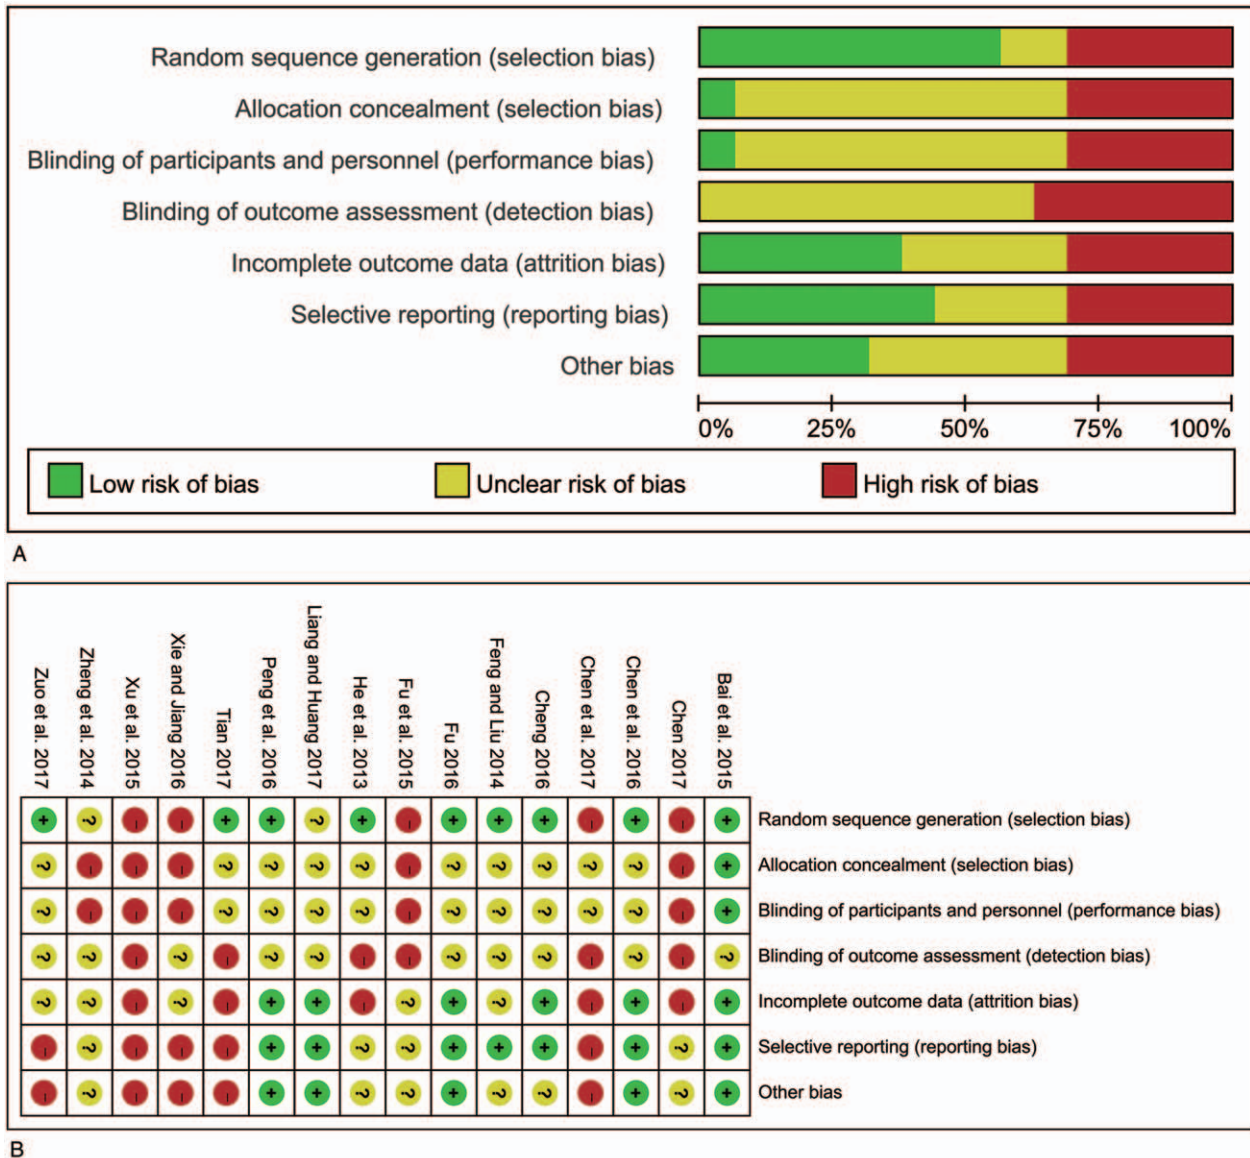 Random sequence generation (selection bias)
Allocation concealment (selection bias)
Blinding of participants and personnel (performance bias)
Blinding of outcome assessment (detection bias)
Incomplete outcome data (attrition bias)
Selective reporting (reporting bias)
Other bias
0% 25% 50% 75% 100%
Low risk of bias Unclear risk of bias High risk of bias
A
Zuo et al. 2017
Zheng et al. 2014
Xu et al. 2015
Xie and Jiang 2016
Tian 2017
Peng et al. 2016
Liang and Huang 2017
He et al. 2013
Fu et al. 2015
Fu 2016
Feng and Liu 2014
Cheng 2016
Chen et al. 2017
Chen et al. 2016
Chen 2017
Bai et al. 2015
+ ? - - + + ? + - + + + - + - + Random sequence generation (selection bias)
? - - - ? ? ? ? - ? ? ? ? ? - + Allocation concealment (selection bias)
? - - - ? ? ? ? - ? ? ? ? ? - + Blinding of participants and personnel (performance bias)
? ? - ? - ? ? - - ? ? ? - ? - ? Blinding of outcome assessment (detection bias)
? ? - ? - + + - ? + ? + - + - + Incomplete outcome data (attrition bias)
- ? - - - + + ? ? + + + - + ? + Selective reporting (reporting bias)
- ? - - - + + ? ? + ? ? - + ? + Other bias
B